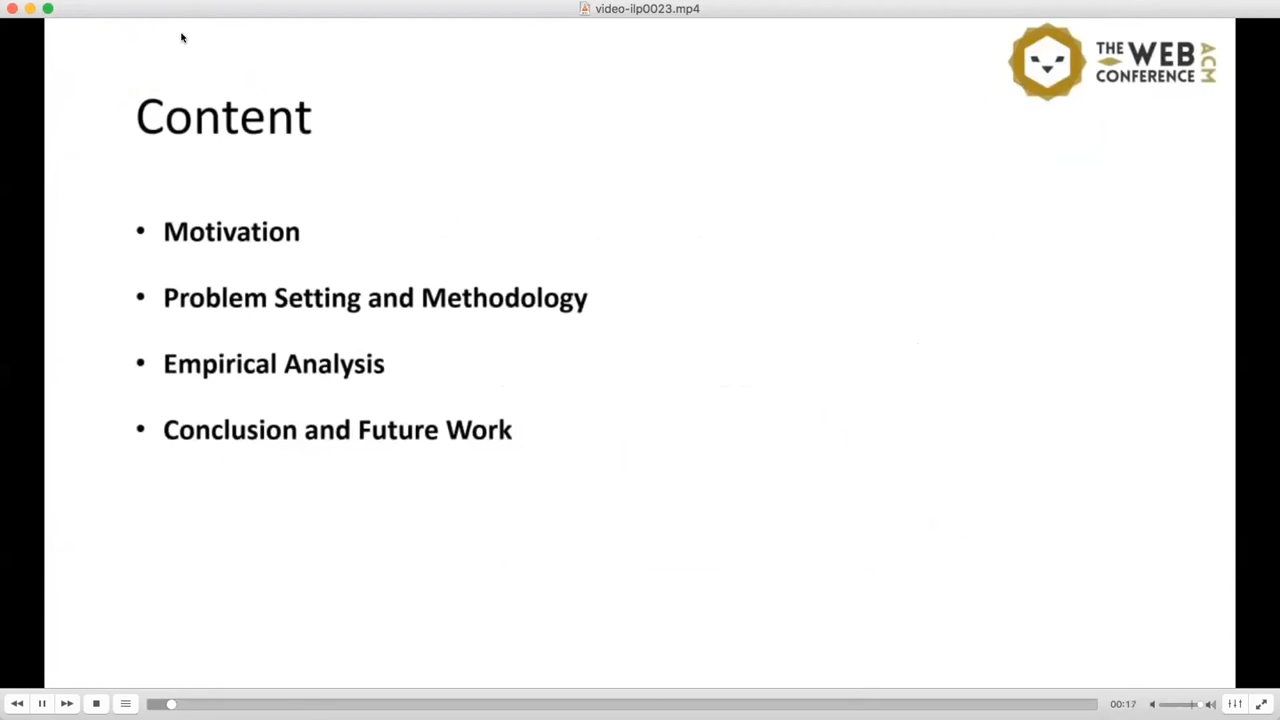 video-ilp0023.mp4
THE WEB
CONFERENCE
ACM
Content
• Motivation
• Problem Setting and Methodology
• Empirical Analysis
• Conclusion and Future Work
00:17